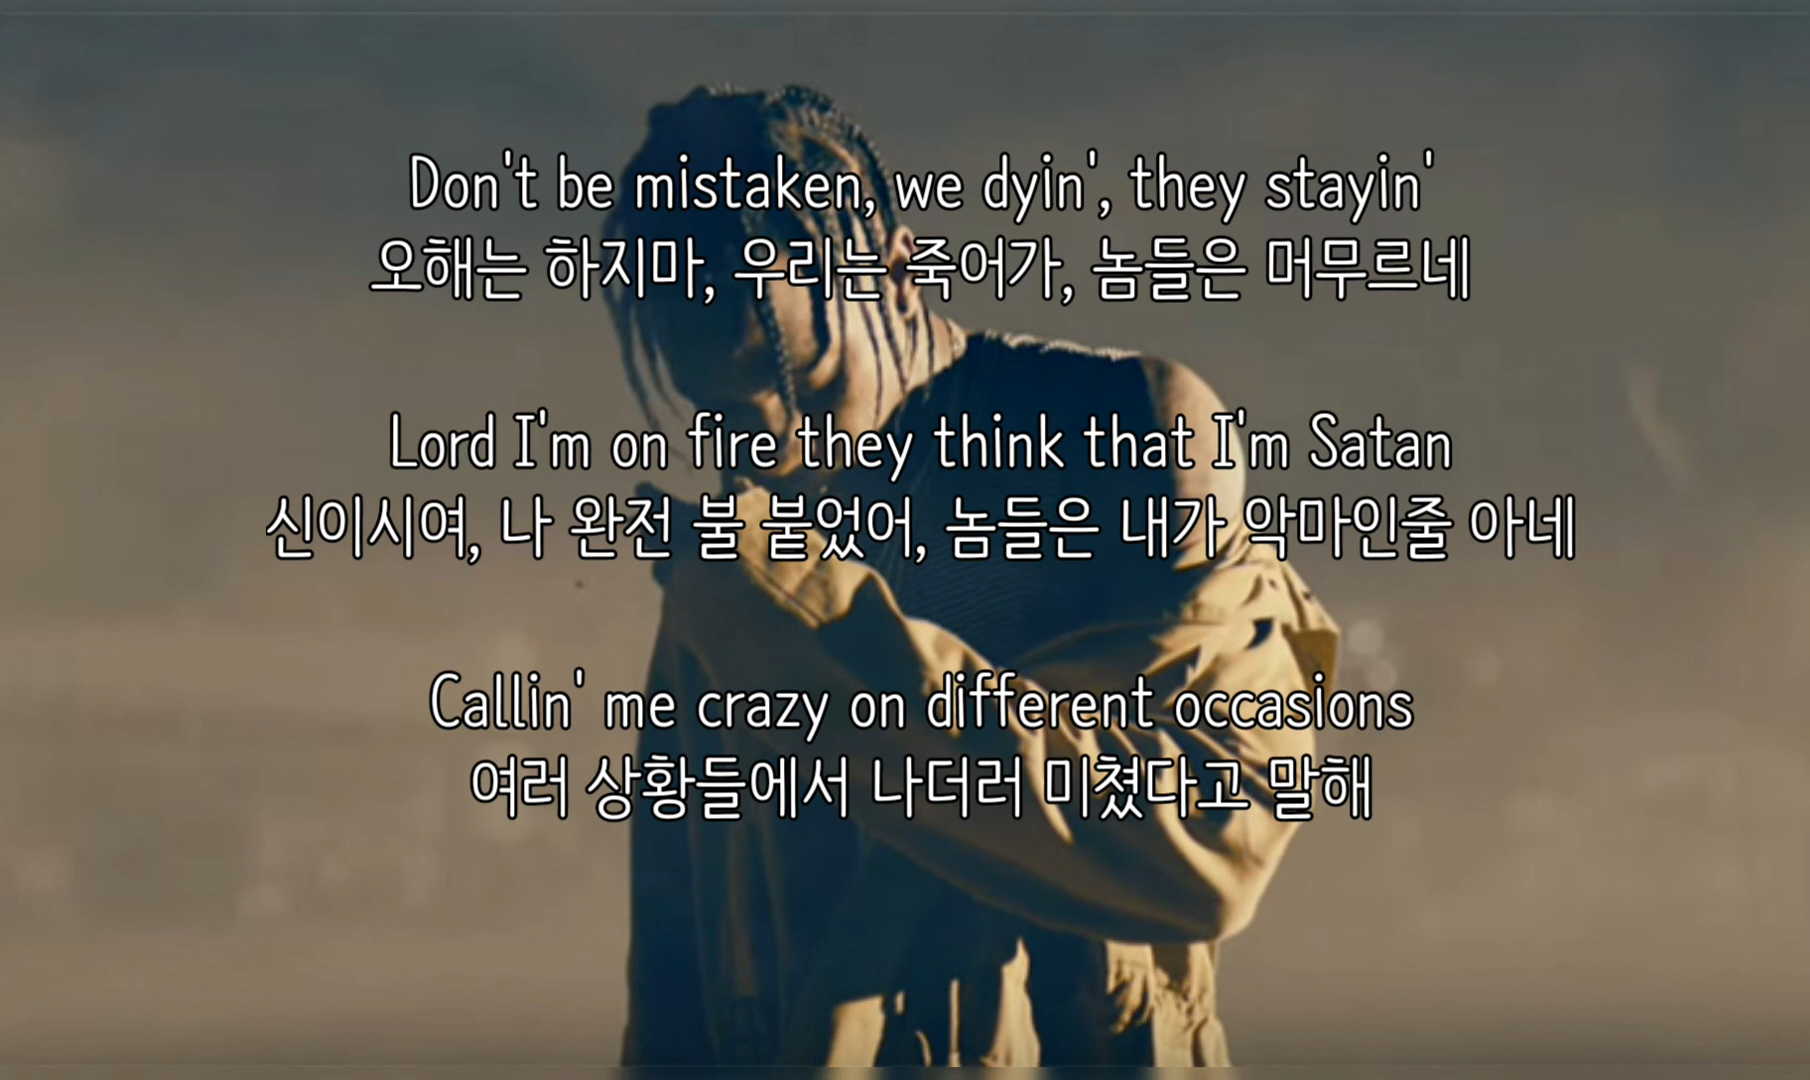 Don't be mistaken, we dyin', they stayin'
오해는 하지마, 우리는 죽어가, 놈들은 머무르네
Lord I'm on fire they think that I'm Satan
신이시여, 나 완전 불 붙었어, 놈들은 내가 악마인줄 아네
Callin' me crazy on different occasions
여러 상황들에서 나더러 미쳤다고 말해